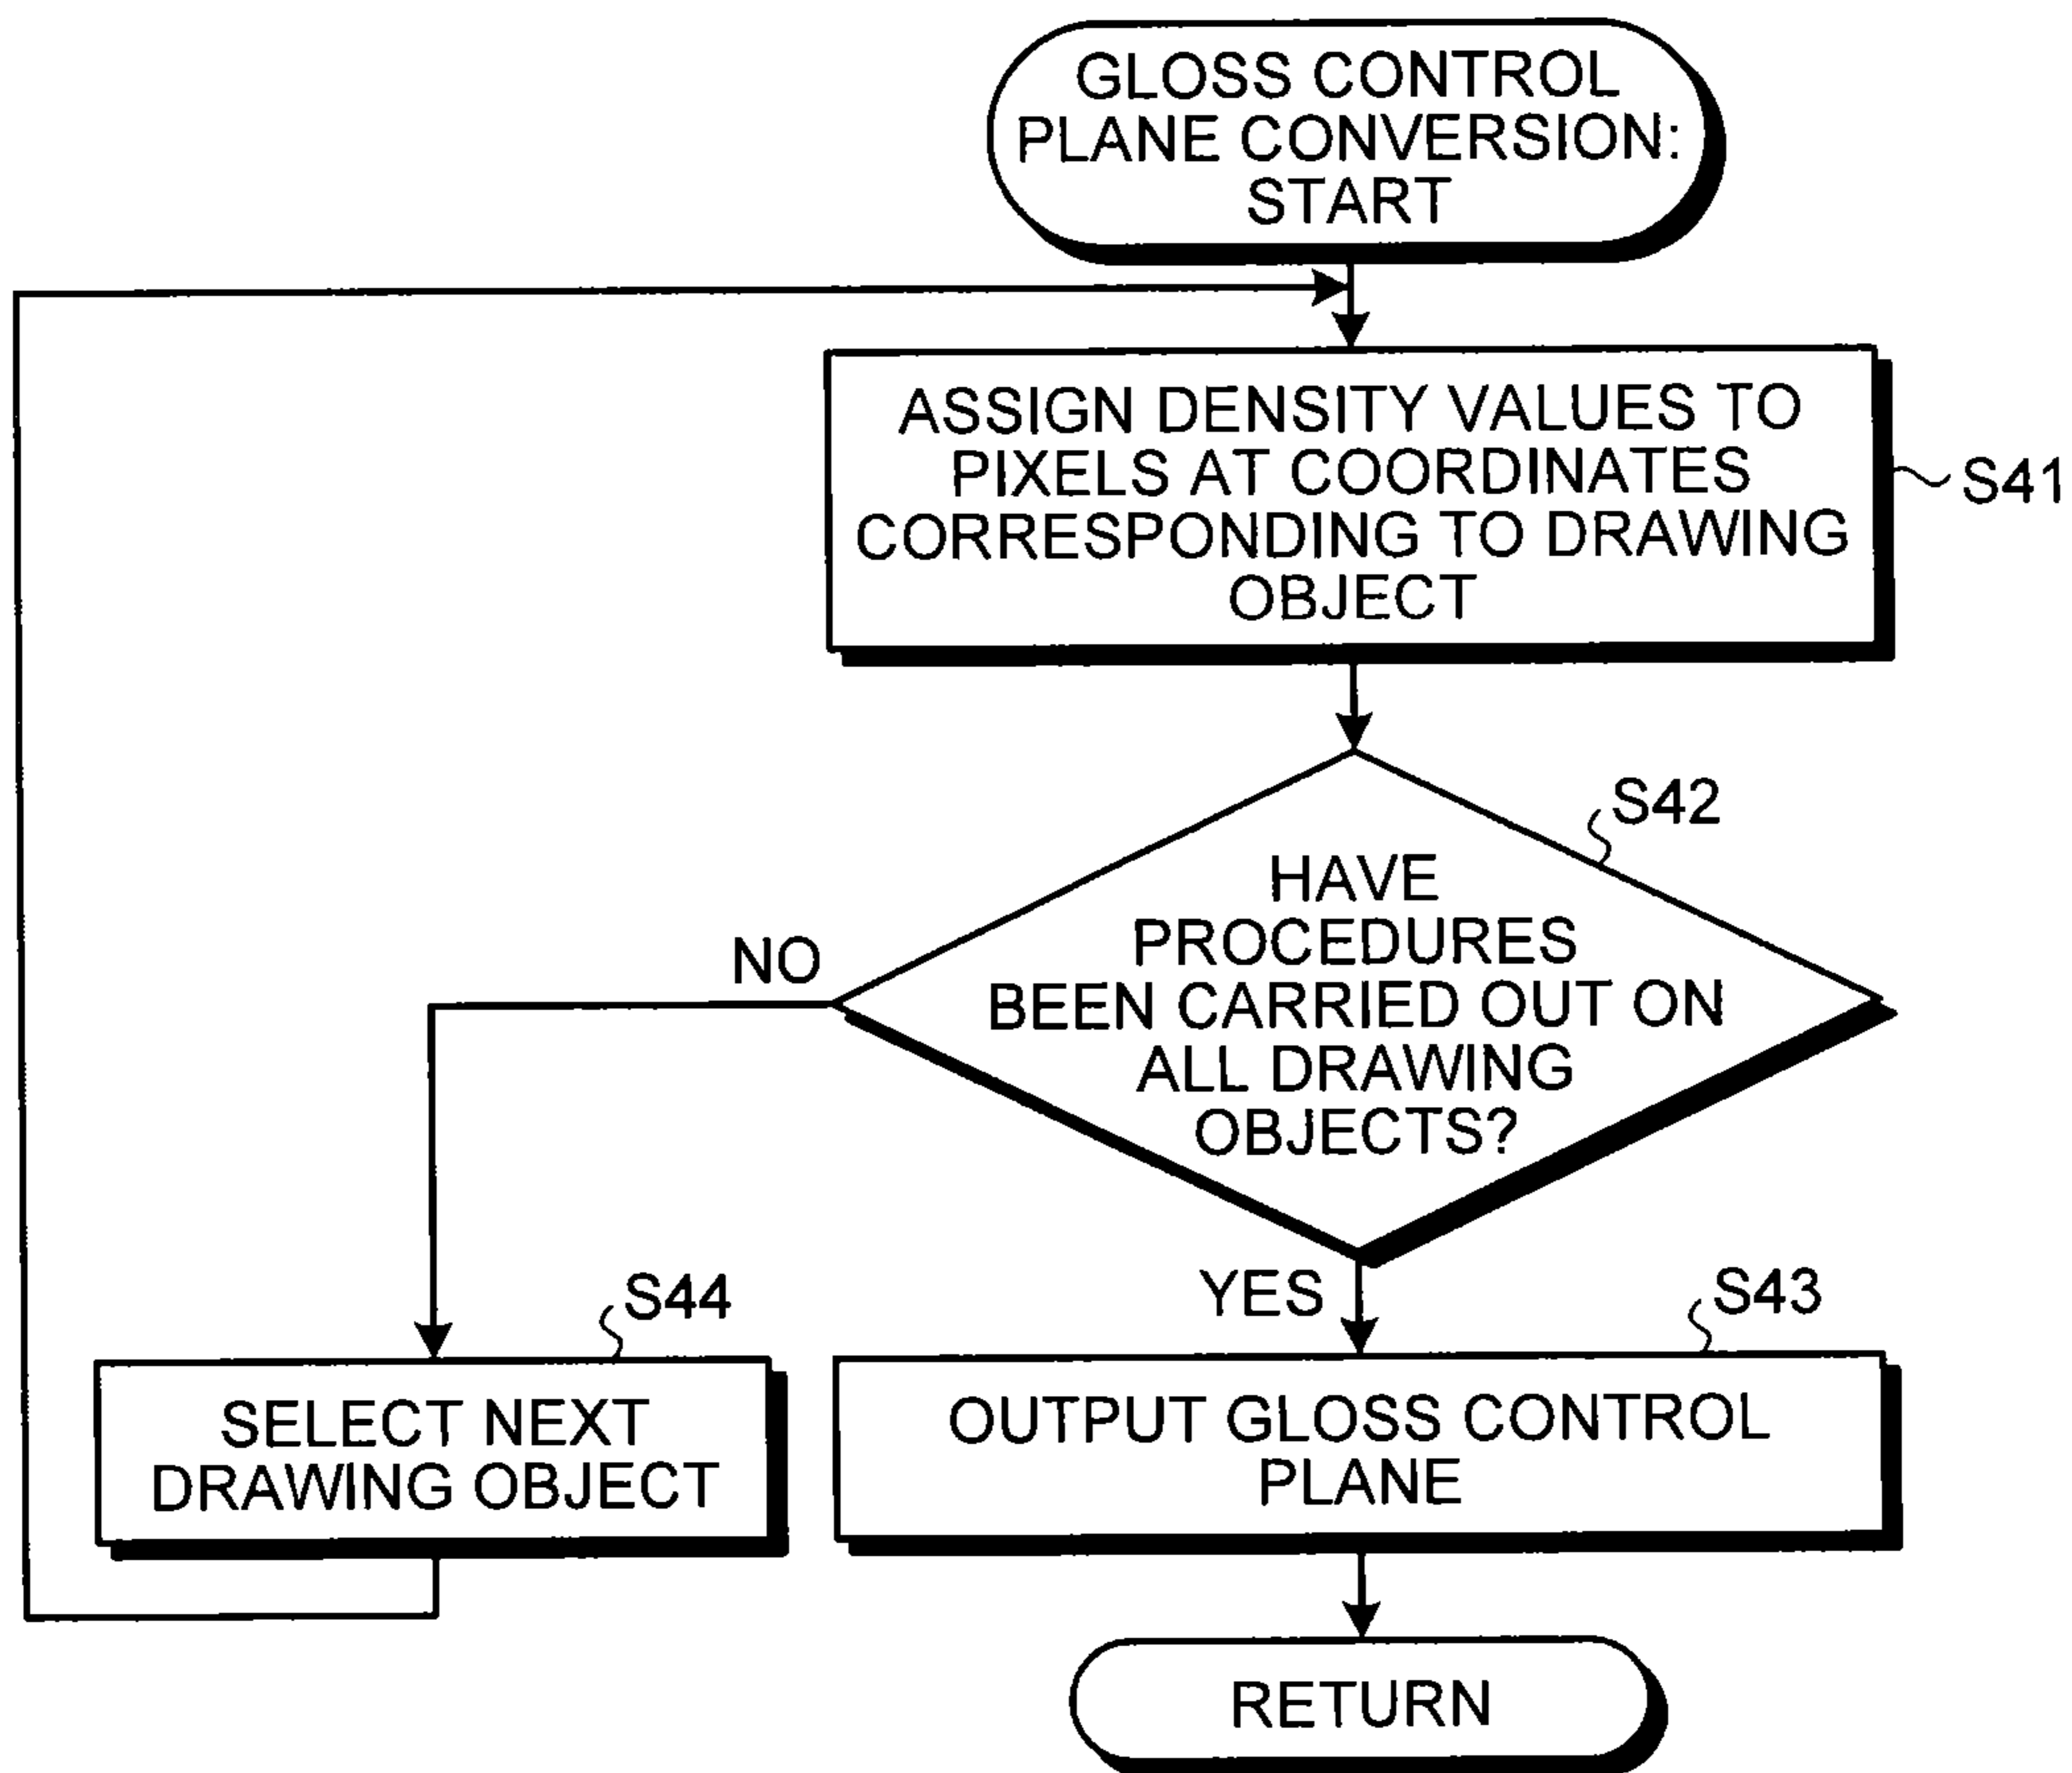 GLOSS CONTROL
PLANE CONVERSION:
START
ASSIGN DENSITY VALUES TO
PIXELS AT COORDINATES
CORRESPONDING TO DRAWING
OBJECT
S41
S42
HAVE
PROCEDURES
BEEN CARRIED OUT ON
ALL DRAWING
OBJECTS?
NO
YES
S44
SELECT NEXT
DRAWING OBJECT
S43
OUTPUT GLOSS CONTROL
PLANE
RETURN